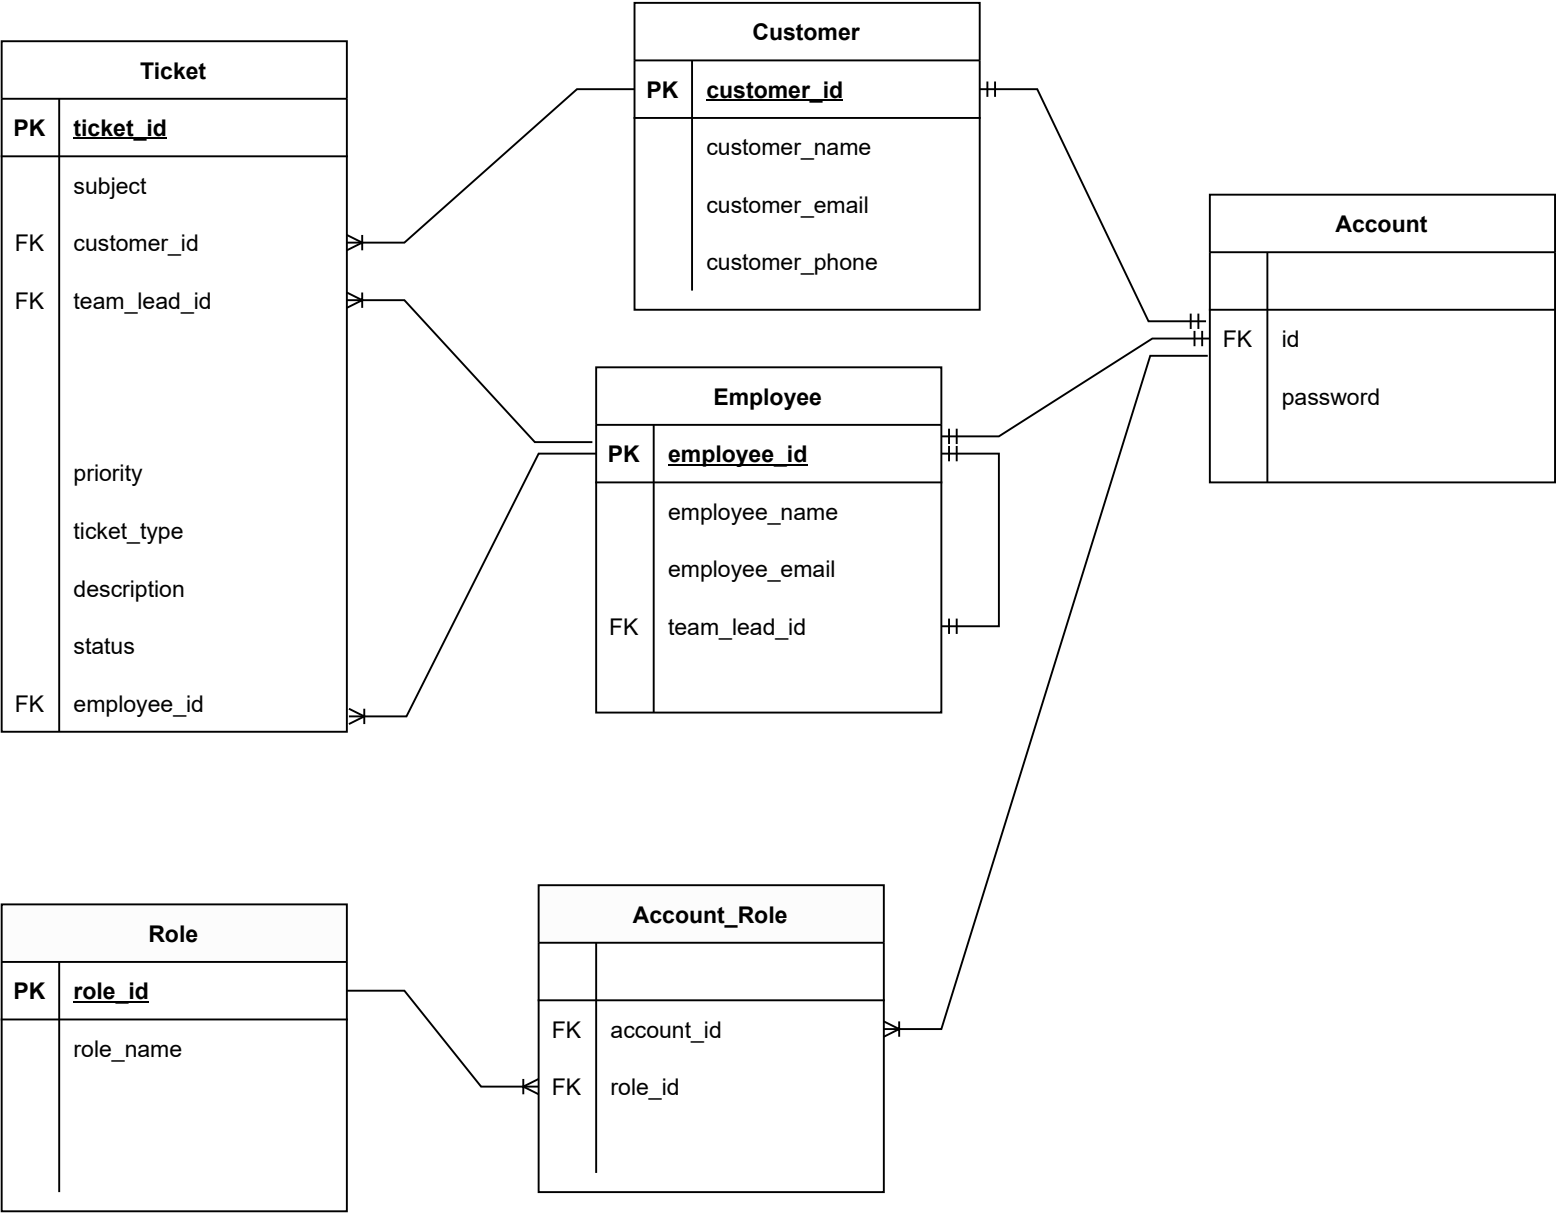 Ticket
PK ticket_id
subject
FK customer_id
FK team_lead_id
priority
ticket_type
description
status
FK employee_id
Customer
PK customer_id
customer_name
customer_email
customer_phone
Employee
PK employee_id
employee_name
employee_email
FK team_lead_id
Account
FK id
password
Role
PK role_id
role_name
Account_Role
FK account_id
FK role_id